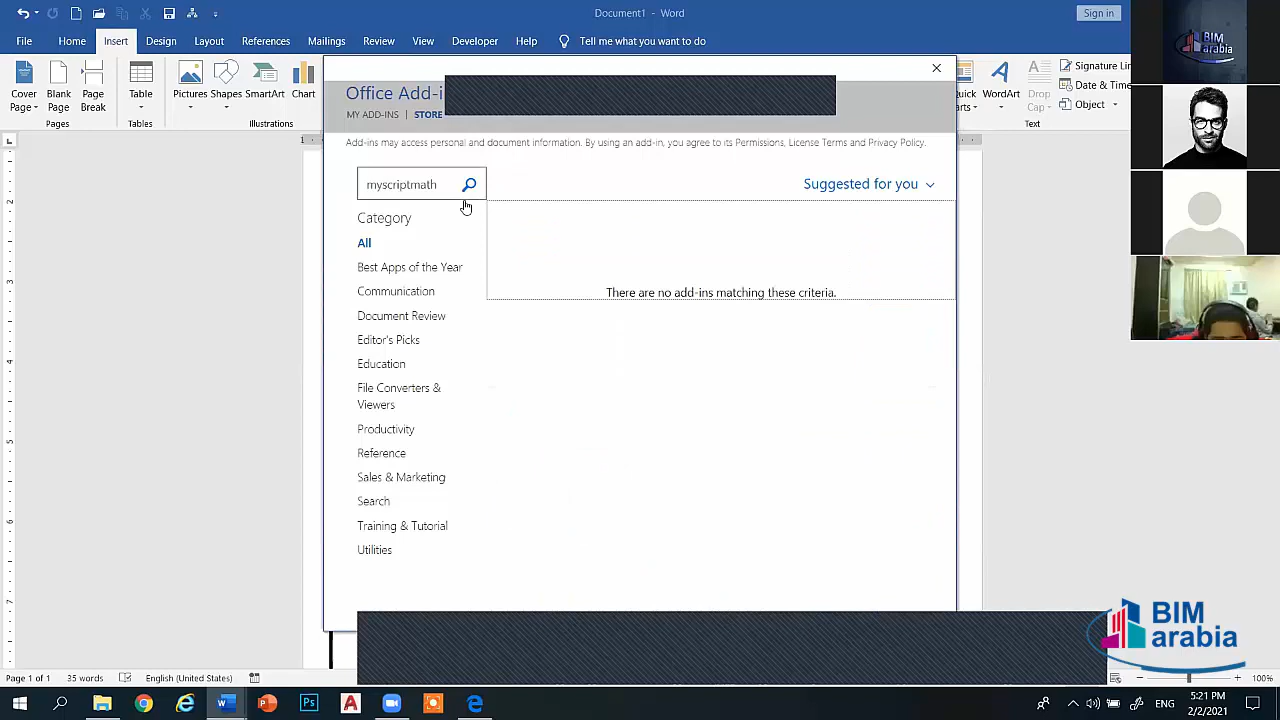 Document1 - Word
Sign in
File Home Insert Design Layout References Mailings Review View Developer Help Tell me what you want to do
Cover Page
Blank Page
Page Break
Pages
Table
Tables
Pictures
Shapes
SmartArt
Chart
Illustrations
WordArt
Drop Cap
Date & Time
Object
Text
Office Add-i
MY ADD-INS | STORE
Add-ins may access personal and document information. By using an add-in, you agree to its Permissions, License Terms and Privacy Policy.
myscriptmath
Suggested for you
Category
All
Best Apps of the Year
Communication
Document Review
Editor's Picks
Education
File Converters &
Viewers
Productivity
Reference
Sales & Marketing
Search
Training & Tutorial
Utilities
There are no add-ins matching these criteria.
BIM
arabia
BIM
arabia
Page 1 of 1 35 words English (United States)
100%
ENG
5:21 PM
2/2/2021